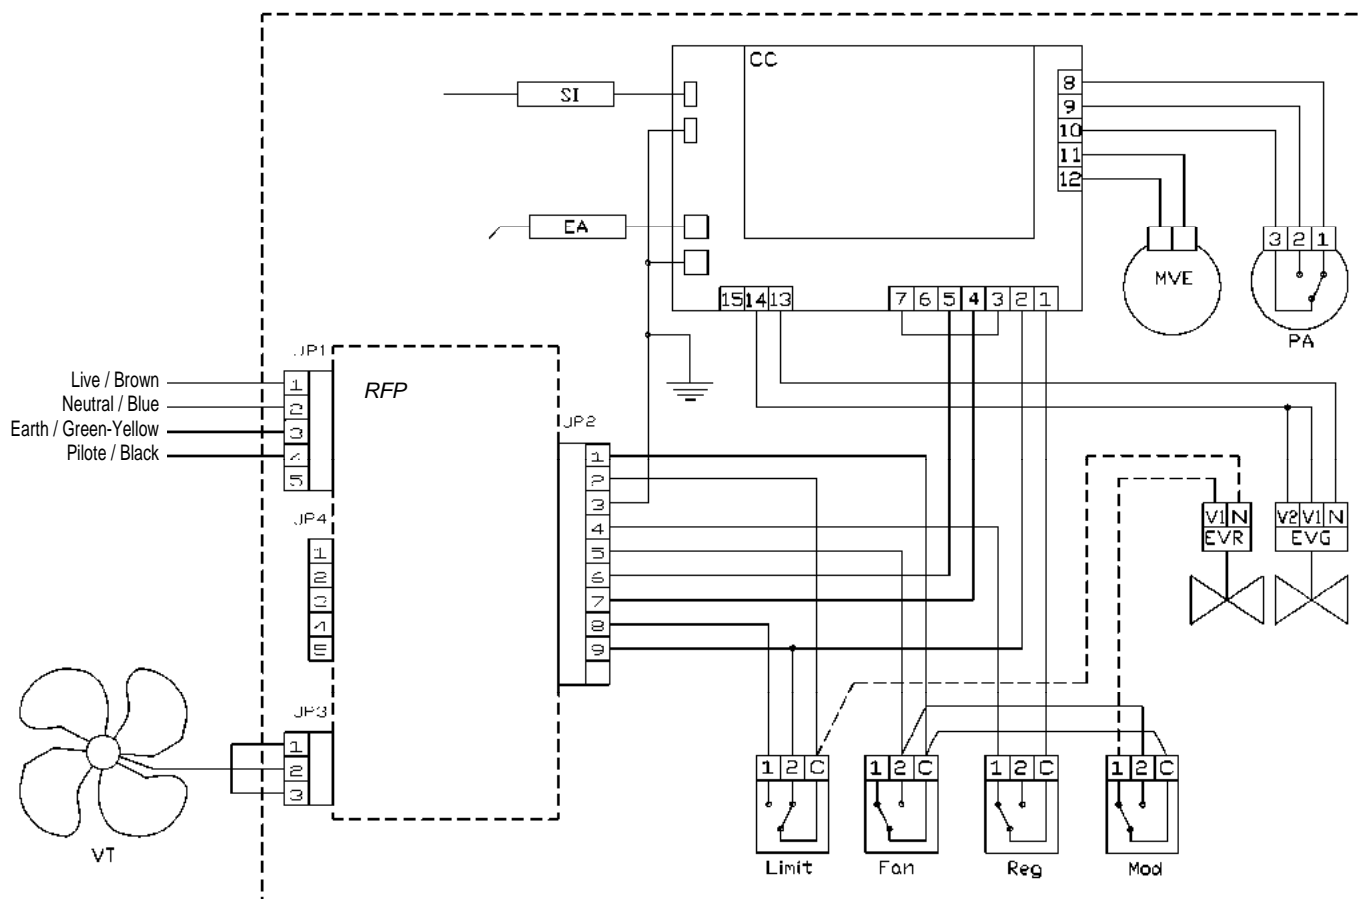 CC
SI
8
9
10
11
12
EA
3 2 1
MVE
PA
15 14 13
7 6 5 4 3 2 1
JP1
Live / Brown
Neutral / Blue
Earth / Green-Yellow
Pilote / Black
1
2
3
4
5
RFP
JP2
1
2
3
4
5
6
7
8
9
V1 N
EVR
V2 V1 N
EVG
JP4
1
2
3
4
5
JP3
1
2
3
VT
1 2 C
Limit
1 2 C
Fan
1 2 C
Reg
1 2 C
Mod